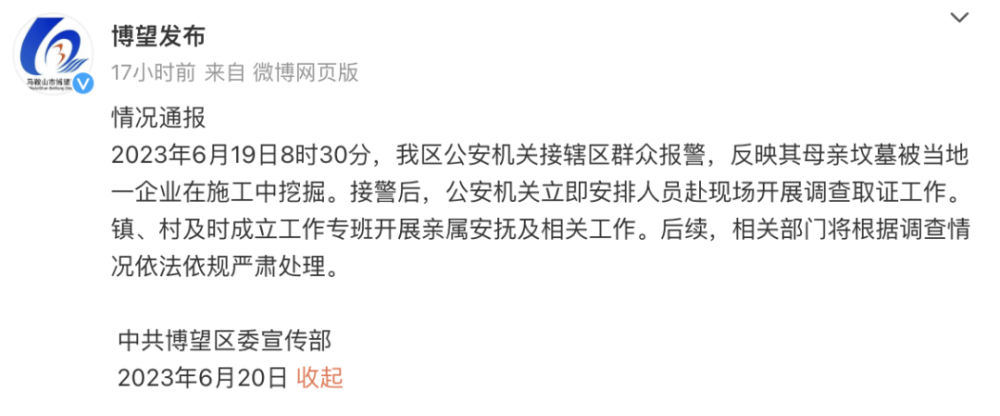 博望发布
17小时前 来自 微博网页版
马鞍山市博望
情况通报
2023年6月19日8时30分，我区公安机关接辖区群众报警，反映其母亲坟墓被当地
一企业在施工中挖掘。接警后，公安机关立即安排人员赴现场开展调查取证工作。
镇、村及时成立工作专班开展亲属安抚及相关工作。后续，相关部门将根据调查情
况依法依规严肃处理。
中共博望区委宣传部
2023年6月20日 收起